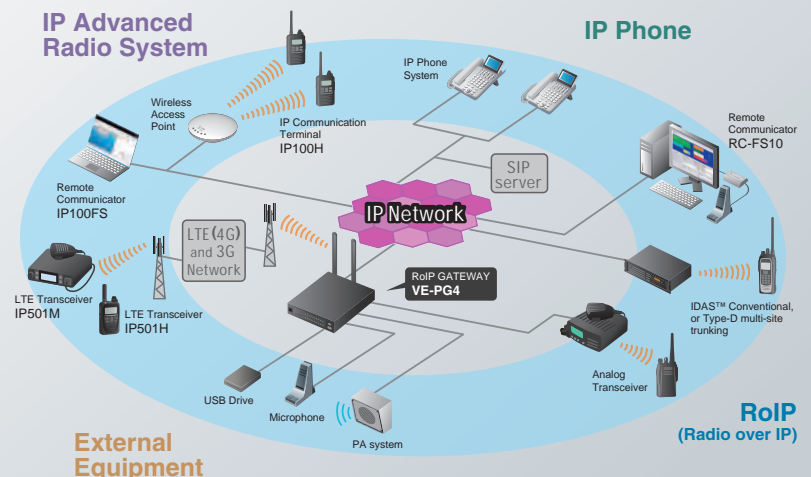 IP Advanced
Radio System
IP Phone
IP Phone
System
Wireless
Access
Point
IP Communication
Terminal
IP100H
Remote
Communicator
RC-FS10
SIP
server
Remote
Communicator
IP100FS
IP Network
LTE(4G)
and 3G
Network
RoIP GATEWAY
VE-PG4
LTE Transceiver
IP501M
LTE Transceiver
IP501H
IDAS™ Conventional,
or Type-D multi-site
trunking
Analog
Transceiver
USB Drive
Microphone
PA system
RoIP
(Radio over IP)
External
Equipment